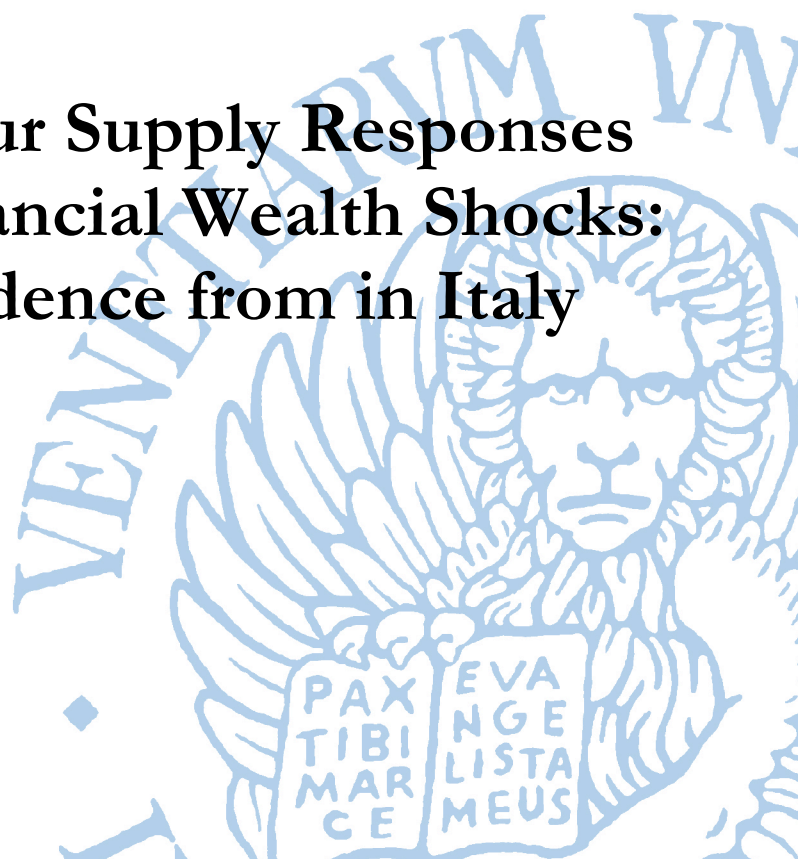 ur Supply Responses
ancial Wealth Shocks:
dence from in Italy
VENETIARVM VN
PAX
TIBI
MAR
CE
EVA
NGE
LISTA
MEUS